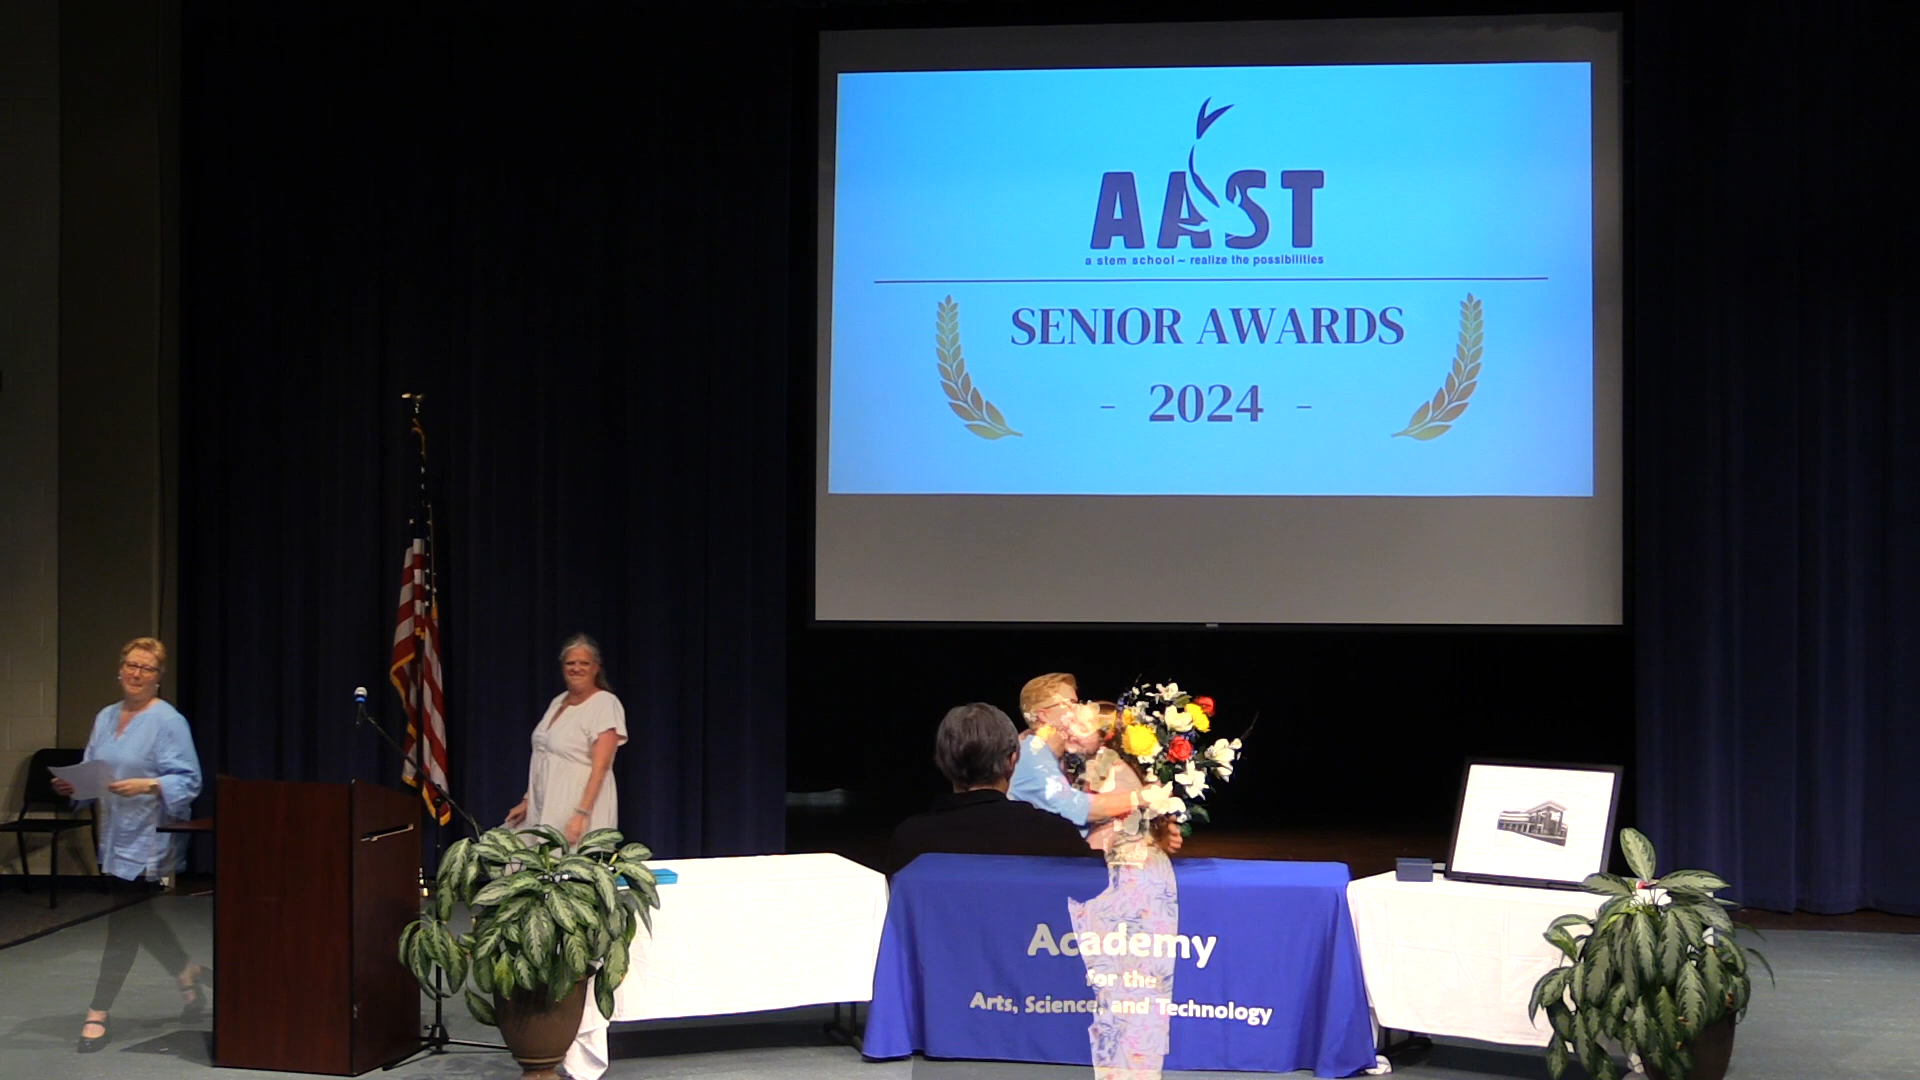 AAST
a stem school ~ realize the possibilities
SENIOR AWARDS
- 2024 -
Academy
for the
Arts, Science, and Technology